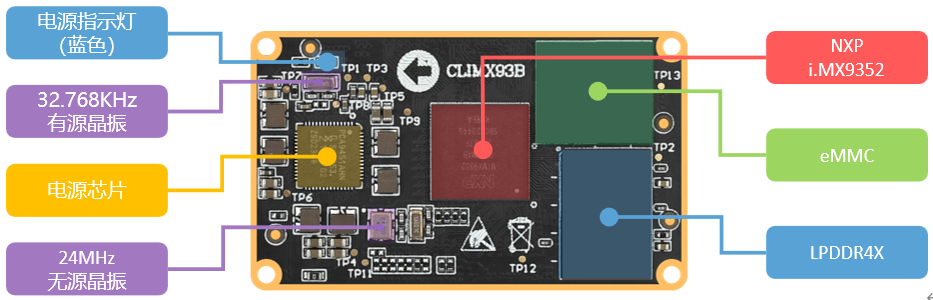 电源指示灯
(蓝色)
32.768KHz
有源晶振
电源芯片
24MHz
无源晶振
CLIMX93B
TP1 TP3
TP7
TP5
TP8
TP9
PCA9451AHN
TP6
TP4
TP11
TP12
TP13
TP2
NXP
i.MX9352
eMMC
LPDDR4X